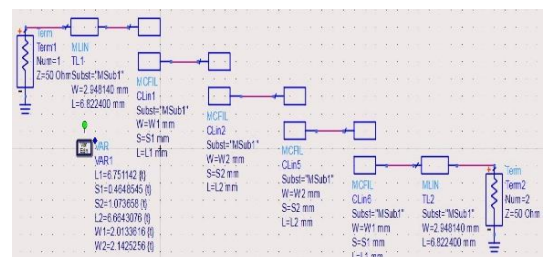 Term
Term1
Num=1
Z=50 Ohm
MLIN
TL1
Subst="MSub1"
W=2.948140 mm
L=6.822400 mm
MCFIL
CLin1
Subst="MSub1"
W=W1 mm
S=S1 mm
L=L1 mm
MCFIL
CLin2
Subst="MSub1"
W=W2 mm
S=S2 mm
L=L2 mm
MCFIL
CLin5
Subst="MSub1"
W=W2 mm
S=S2 mm
L=L2 mm
MCFIL
CLin6
Subst="MSub1"
W=W1 mm
S=S1 mm
L=L1 mm
MLIN
TL2
Subst="MSub1"
W=2.948140 mm
L=6.822400 mm
Term
Term2
Num=2
Z=50 Ohm
VAR
VAR1
L1=6.751142 {t}
S1=0.4648545 {t}
S2=1.073658 {t}
L2=6.6643076 {t}
W1=2.0133616 {t}
W2=2.1425256 {t}